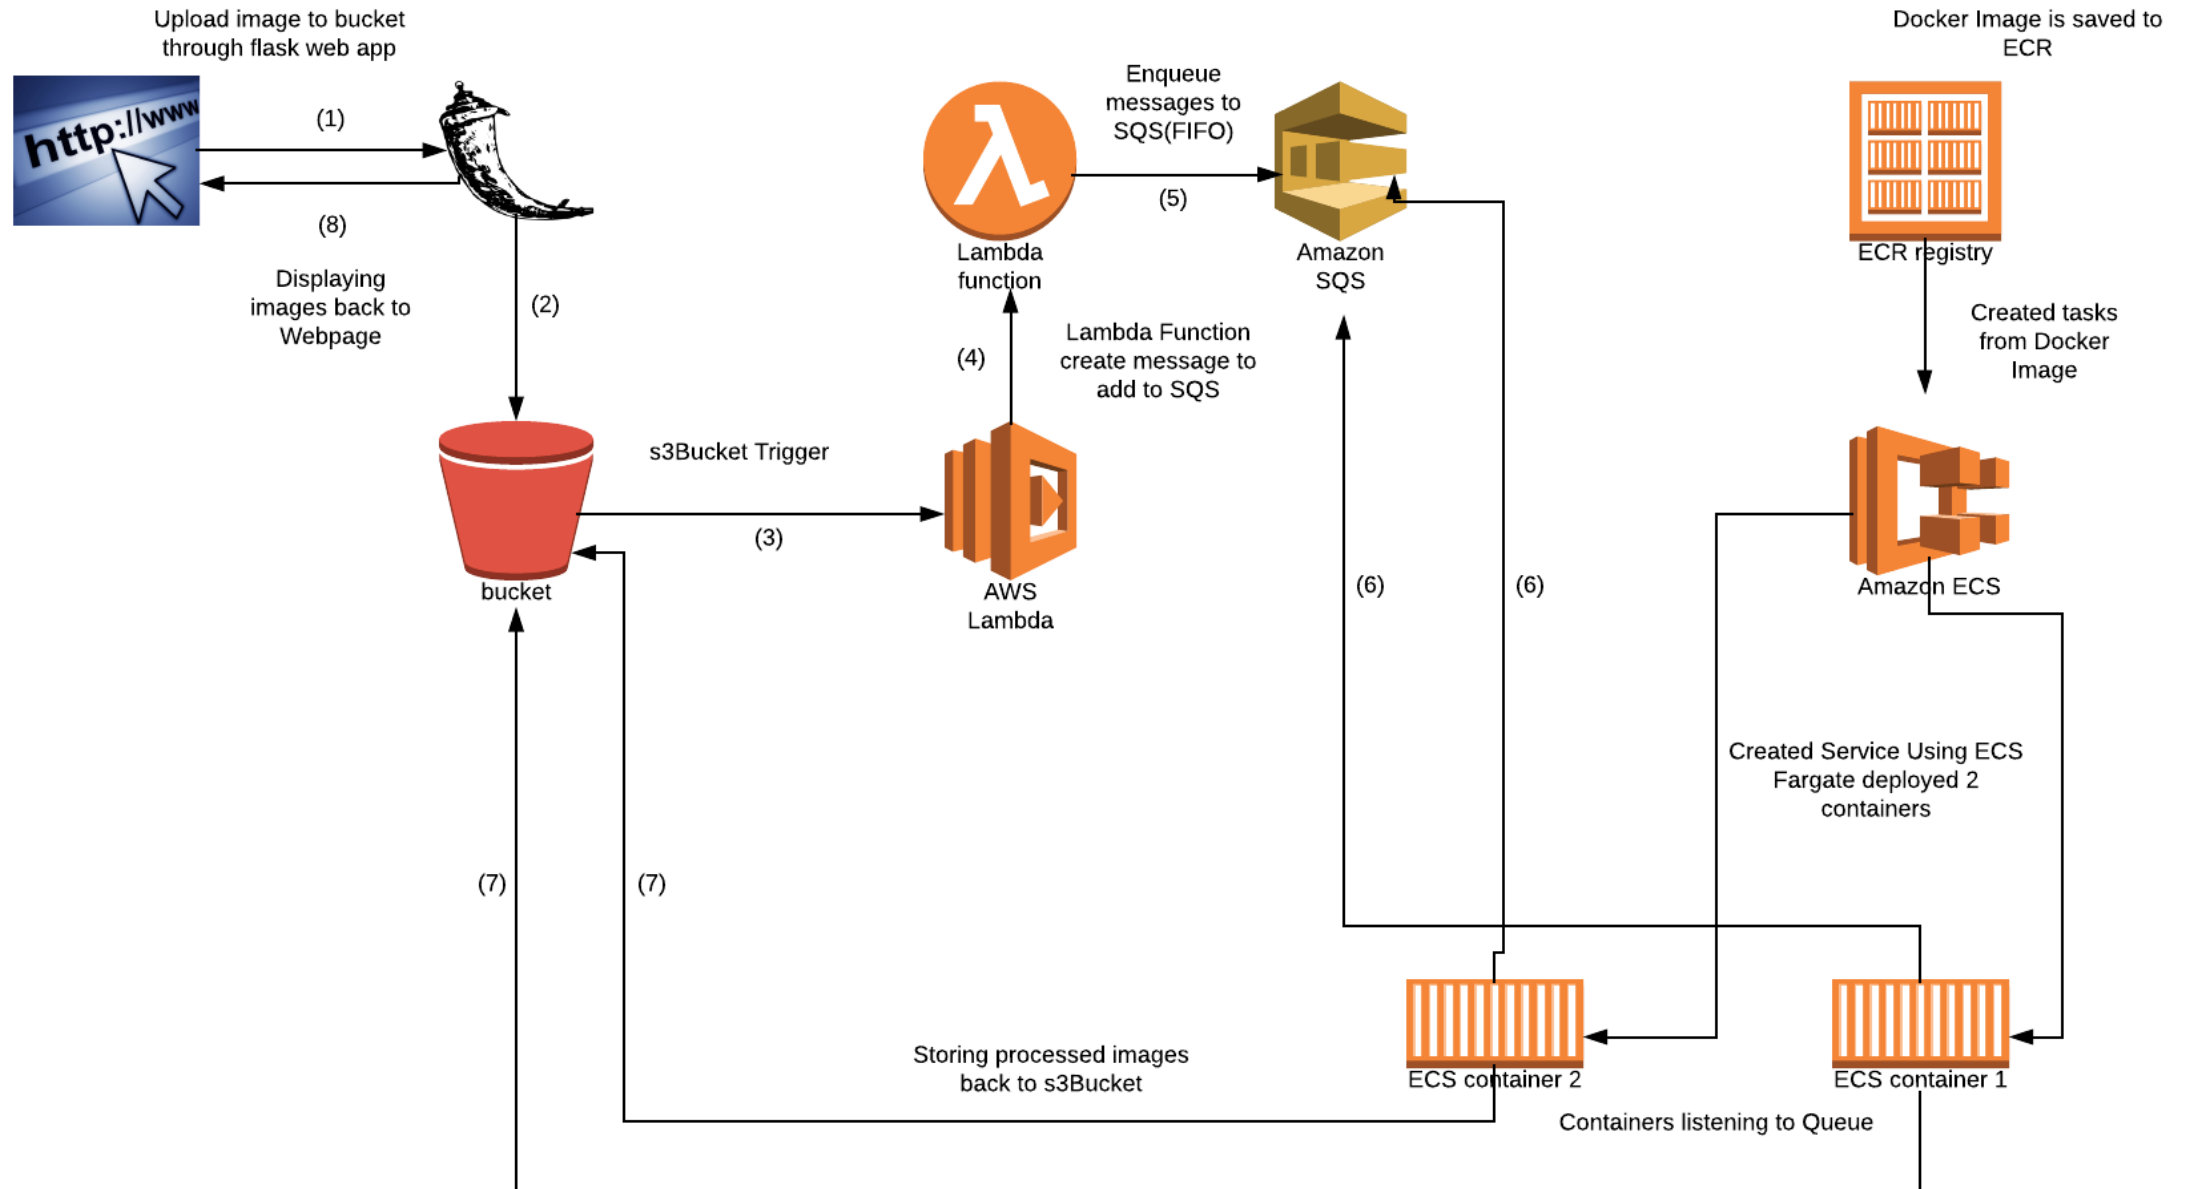 Upload image to bucket
through flask web app
http://www
(1)
(8)
Displaying
images back to
Webpage
(2)
bucket
s3Bucket Trigger
(3)
AWS
Lambda
(4)
Lambda Function
create message to
add to SQS
Lambda
function
Enqueue
messages to
SQS(FIFO)
(5)
Amazon
SQS
Docker Image is saved to
ECR
ECR registry
Created tasks
from Docker
Image
Amazon ECS
(6)
(6)
Created Service Using ECS
Fargate deployed 2
containers
(7)
(7)
Storing processed images
back to s3Bucket
ECS container 2
ECS container 1
Containers listening to Queue